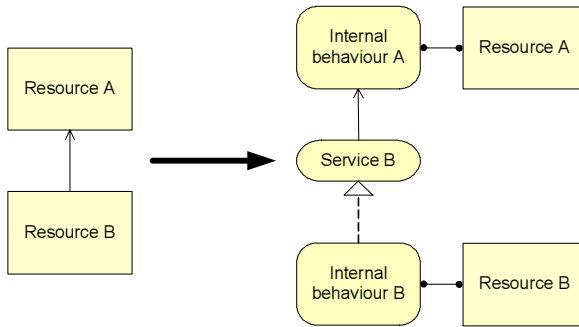 Resource A
Resource B
Internal
behaviour A
Resource A
Service B
Internal
behaviour B
Resource B